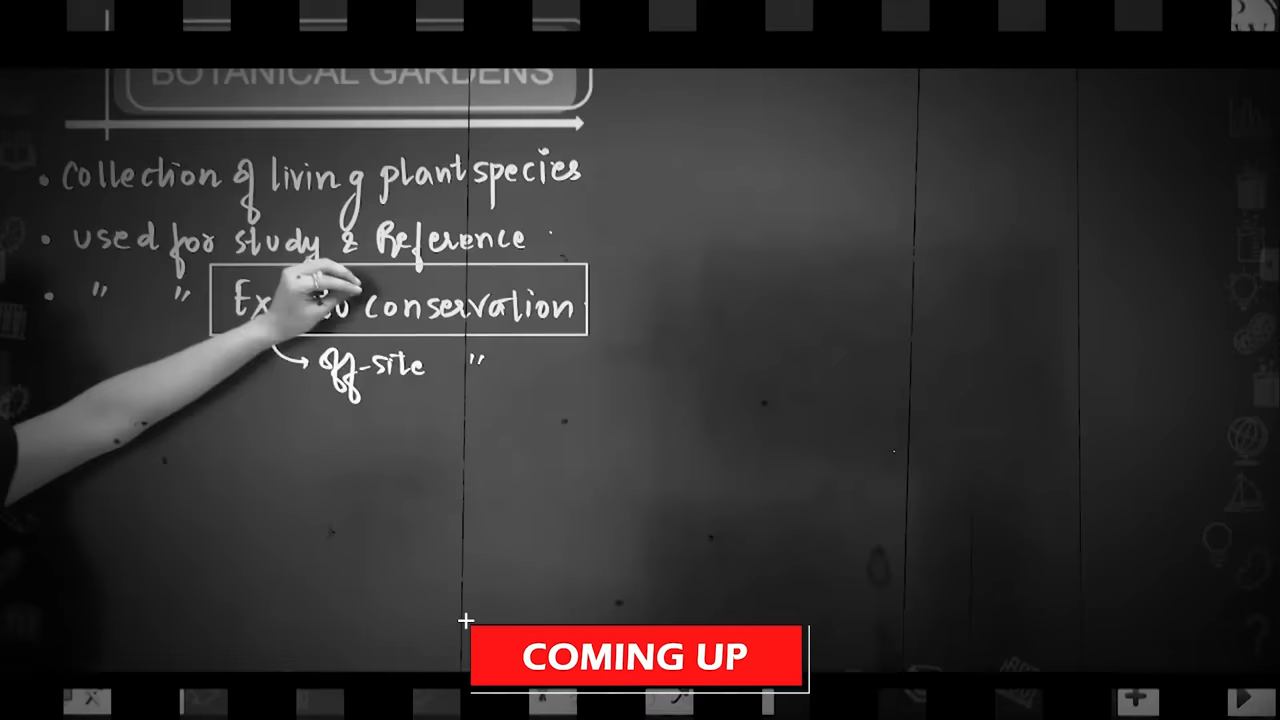 BOTANICAL GARDENS
• Collection of living plant species
• used for study & Reference
• " " conservation
→ off-site "
COMING UP